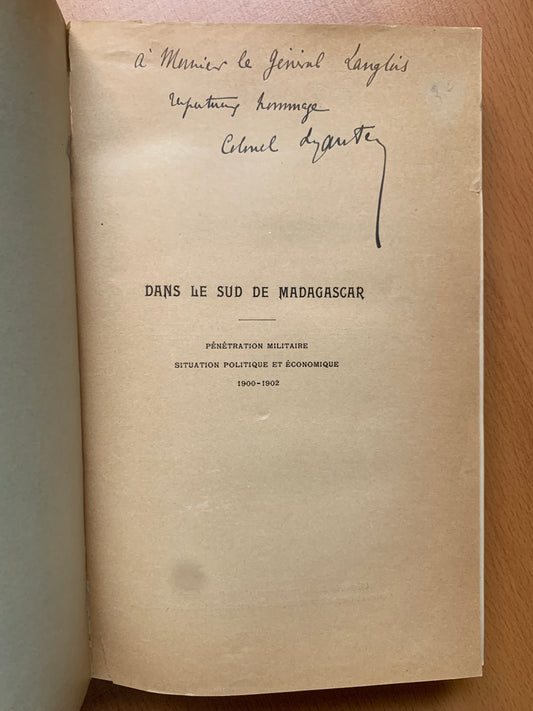 à Monsieur le Général Langlois
respectueux hommage
Colonel Lyautey
DANS LE SUD DE MADAGASCAR
PÉNÉTRATION MILITAIRE
SITUATION POLITIQUE ET ÉCONOMIQUE
1900-1902